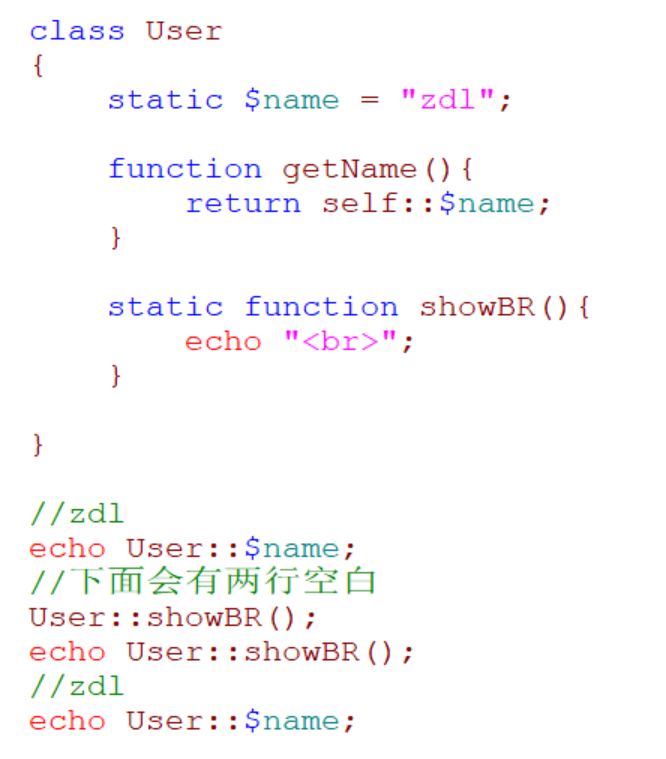 class User
{
    static $name = "zdl";
    function getName(){
        return self::$name;
    }
    static function showBR(){
        echo "<br>";
    }
}
//zdl
echo User::$name;
//下面会有两行空白
User::showBR();
echo User::showBR();
//zdl
echo User::$name;